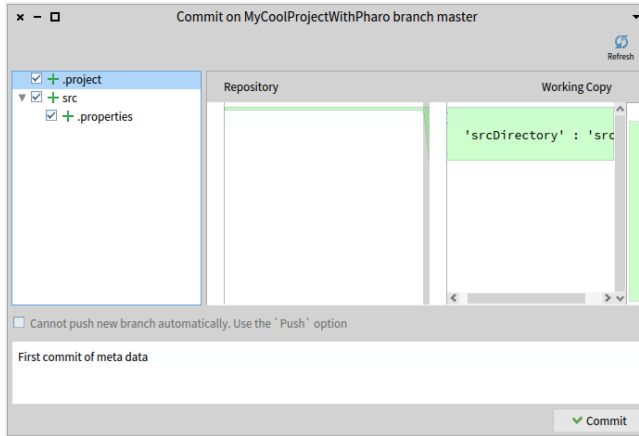 Commit on MyCoolProjectWithPharo branch master
Refresh
.project
src
.properties
Repository
Working Copy
'srcDirectory' : 'src
Cannot push new branch automatically. Use the `Push` option
First commit of meta data
Commit